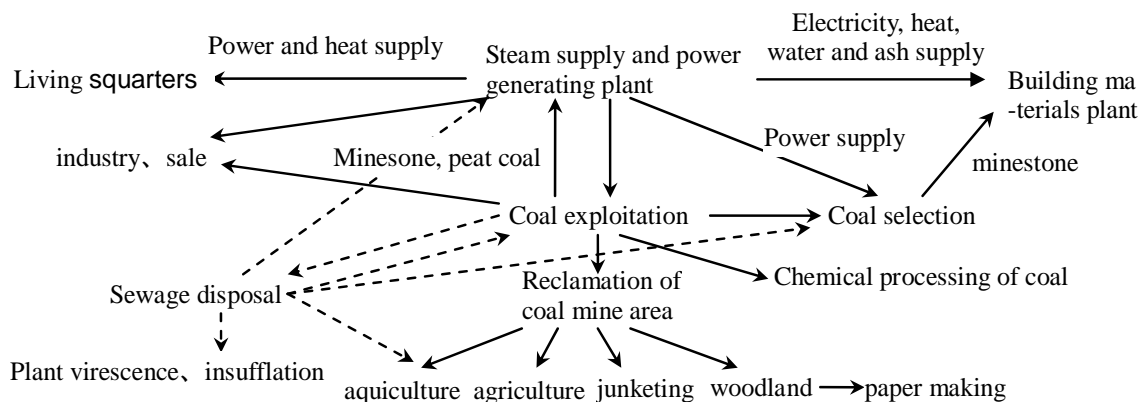 Electricity, heat,
Power and heat supply
Steam supply and power
water and ash supply
Living squarters
generating plant
Building ma
-terials plant
Power supply
industry、sale
Minesone, peat coal
minestone
Coal exploitation
Coal selection
Chemical processing of coal
Reclamation of
Sewage disposal
coal mine area
Plant virescence、insufflation
aquiculture
agriculture
junketing
woodland
paper making